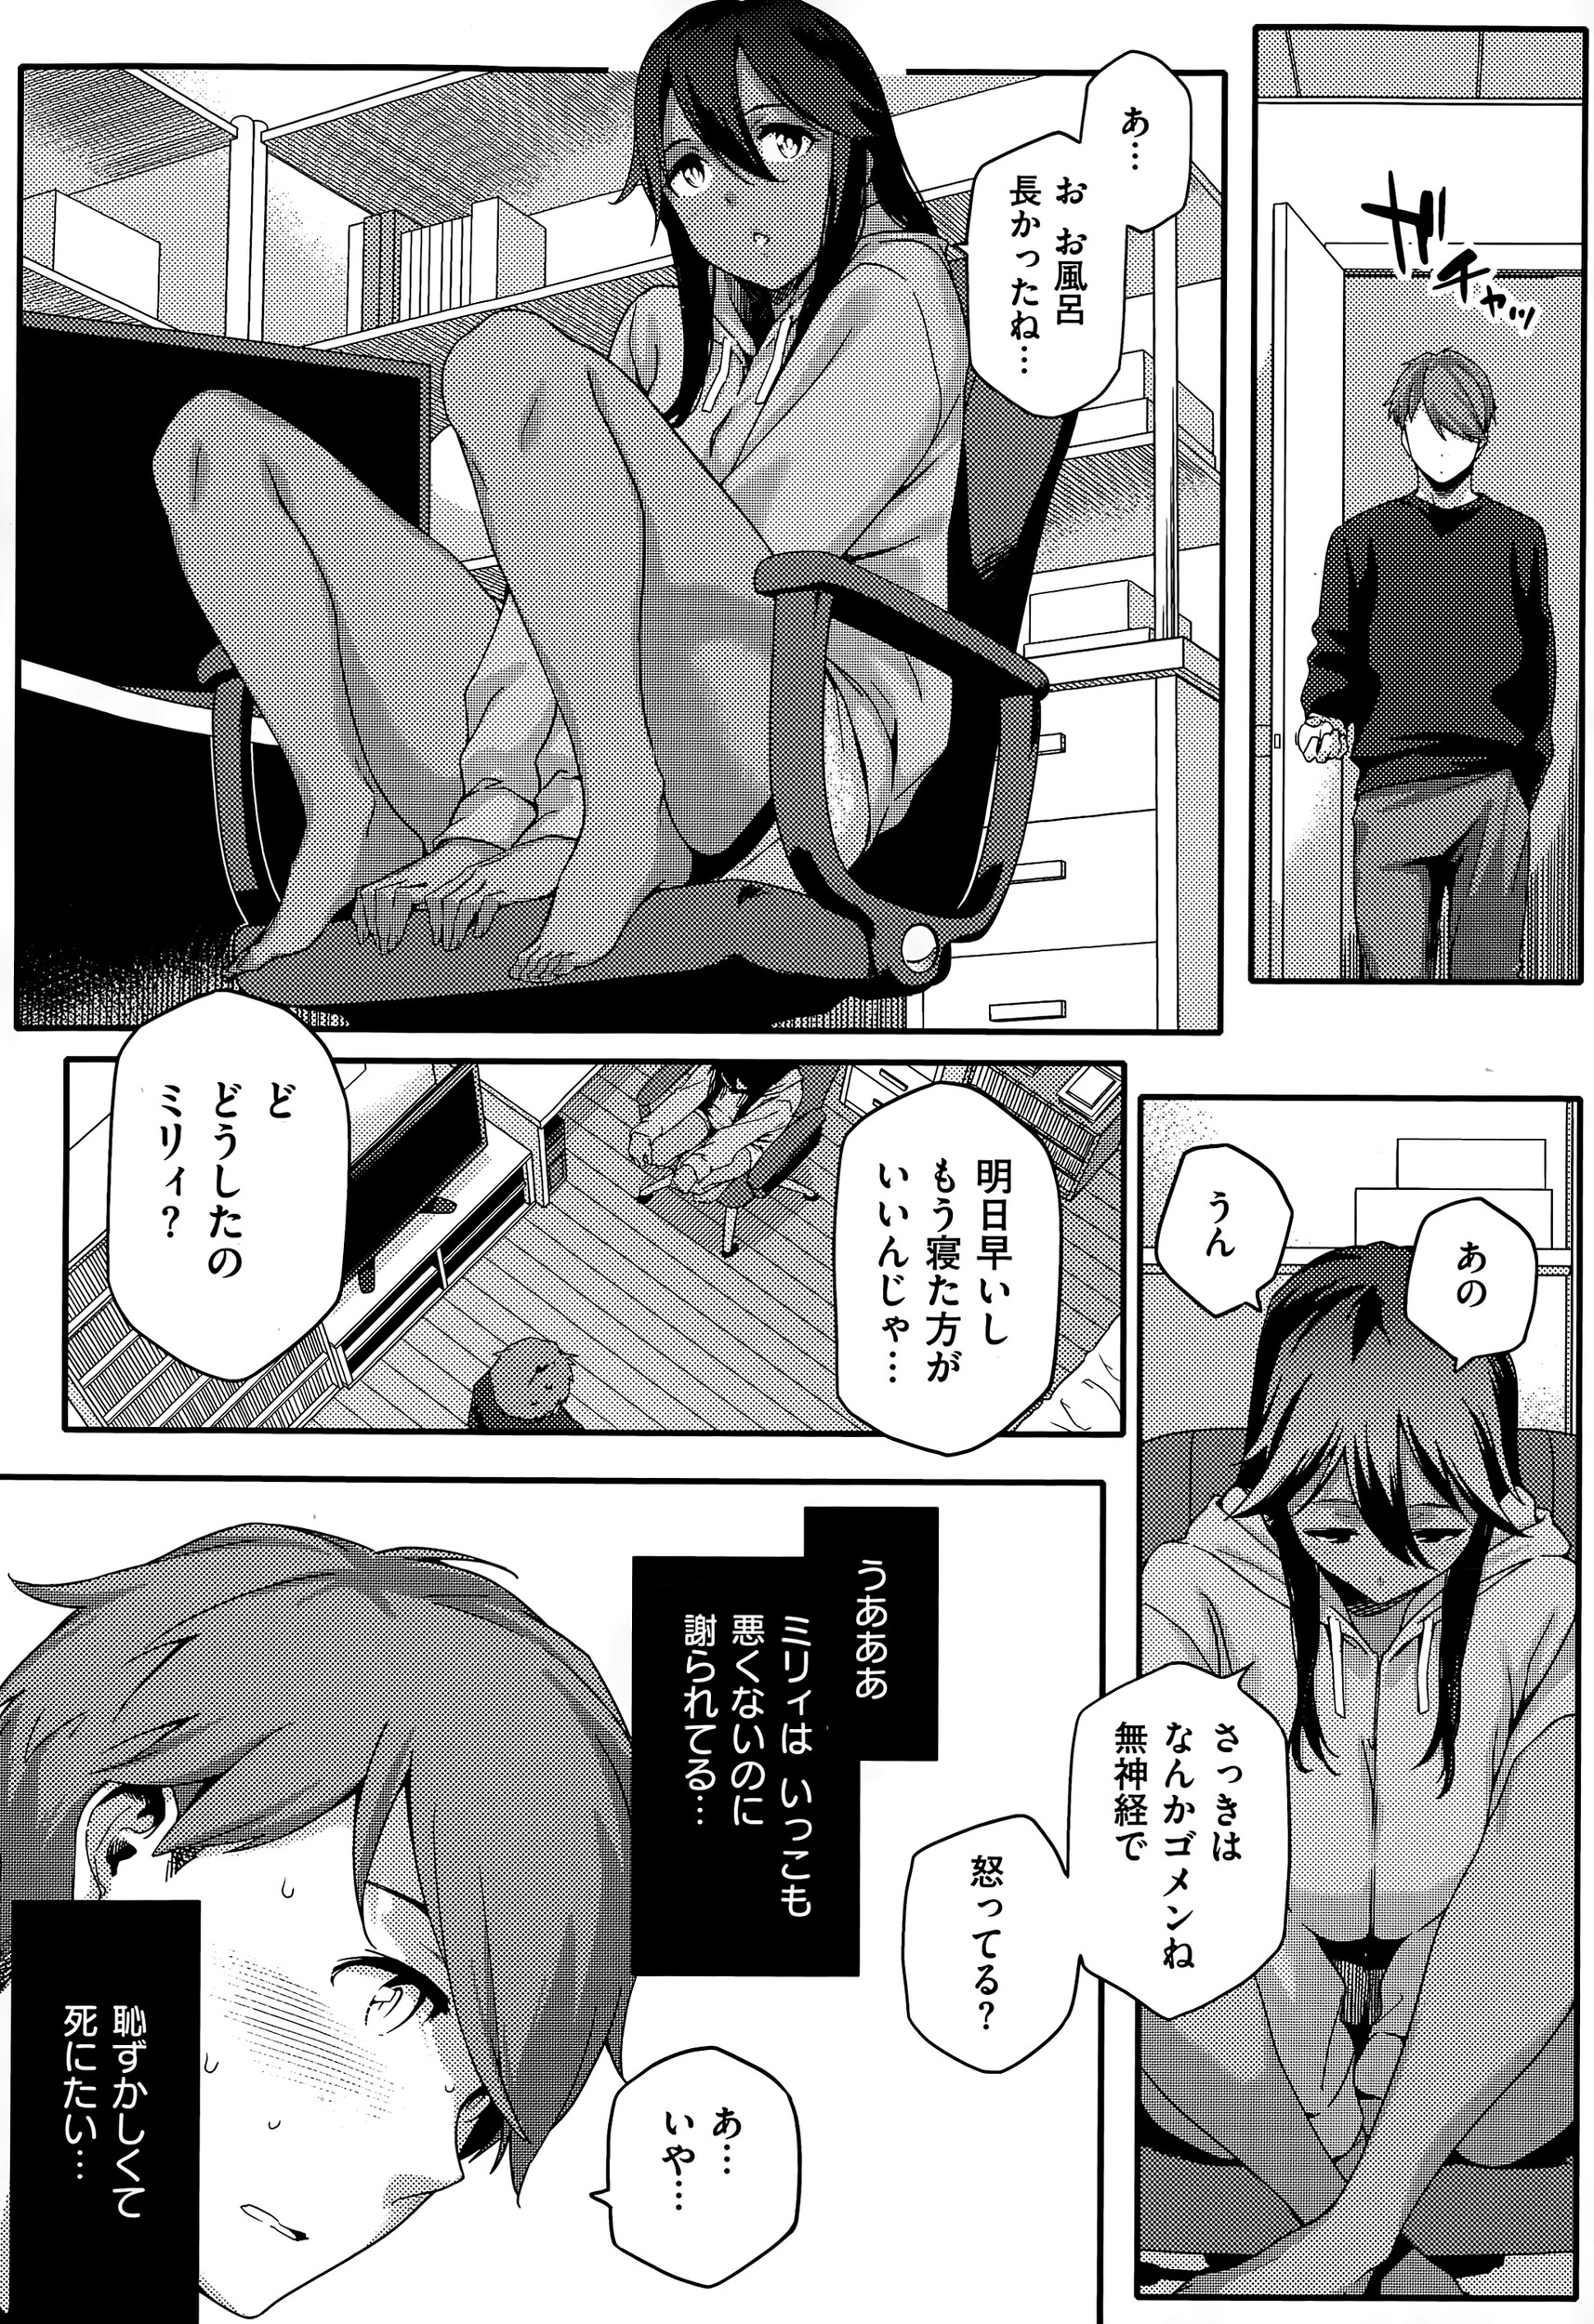 ガチャッ
あ…
お お風呂
長かったね…
明日早いし
もう寝た方が
いいんじゃ…
ど
どうしたの
ミリィ？
あの
うん
さっきは
なんかゴメンね
無神経で
怒ってる？
うあああ
ミリィは いっこも
悪くないのに
謝られてる…
あ…
いや…
恥ずかしくて
死にたい…